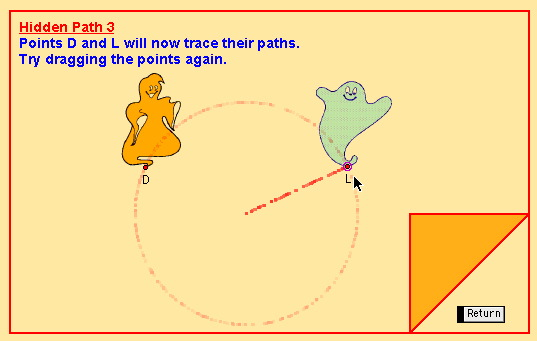 Hidden Path 3
Points D and L will now trace their paths.
Try dragging the points again.
D
L
Return